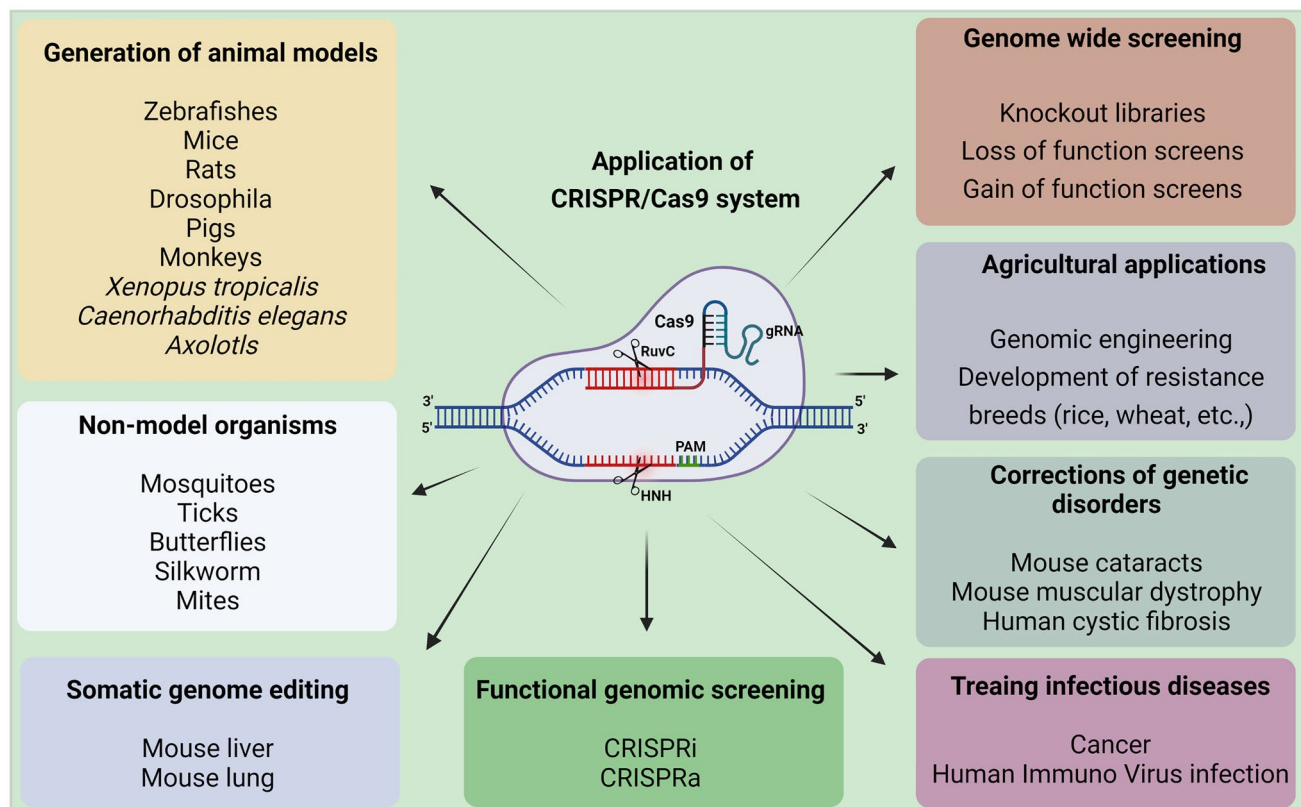 Generation of animal models
Zebrafishes
Mice
Rats
Drosophila
Pigs
Monkeys
Xenopus tropicalis
Caenorhabditis elegans
Axolotls
Non-model organisms
Mosquitoes
Ticks
Butterflies
Silkworm
Mites
Somatic genome editing
Mouse liver
Mouse lung
Application of
CRISPR/Cas9 system
Cas9
gRNA
RuvC
3'
5'
5'
3'
PAM
HNH
Functional genomic screening
CRISPRi
CRISPRa
Genome wide screening
Knockout libraries
Loss of function screens
Gain of function screens
Agricultural applications
Genomic engineering
Development of resistance
breeds (rice, wheat, etc.,)
Corrections of genetic
disorders
Mouse cataracts
Mouse muscular dystrophy
Human cystic fibrosis
Treaing infectious diseases
Cancer
Human Immuno Virus infection